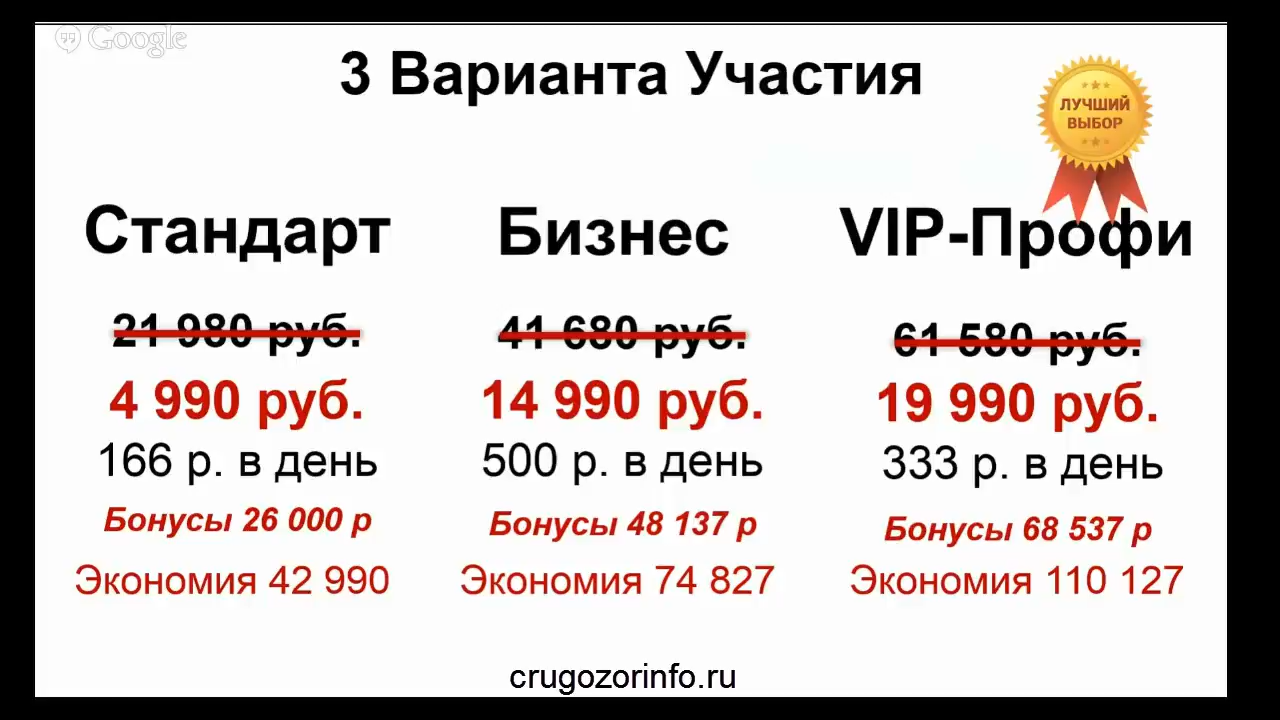 Google
3 Варианта Участия
ЛУЧШИЙ
ВЫБОР
Стандарт
21 980 руб.
4 990 руб.
166 р. в день
Бонусы 26 000 р
Экономия 42 990
Бизнес
41 680 руб.
14 990 руб.
500 р. в день
Бонусы 48 137 р
Экономия 74 827
VIP-Профи
61 580 руб.
19 990 руб.
333 р. в день
Бонусы 68 537 р
Экономия 110 127
crugozorinfo.ru